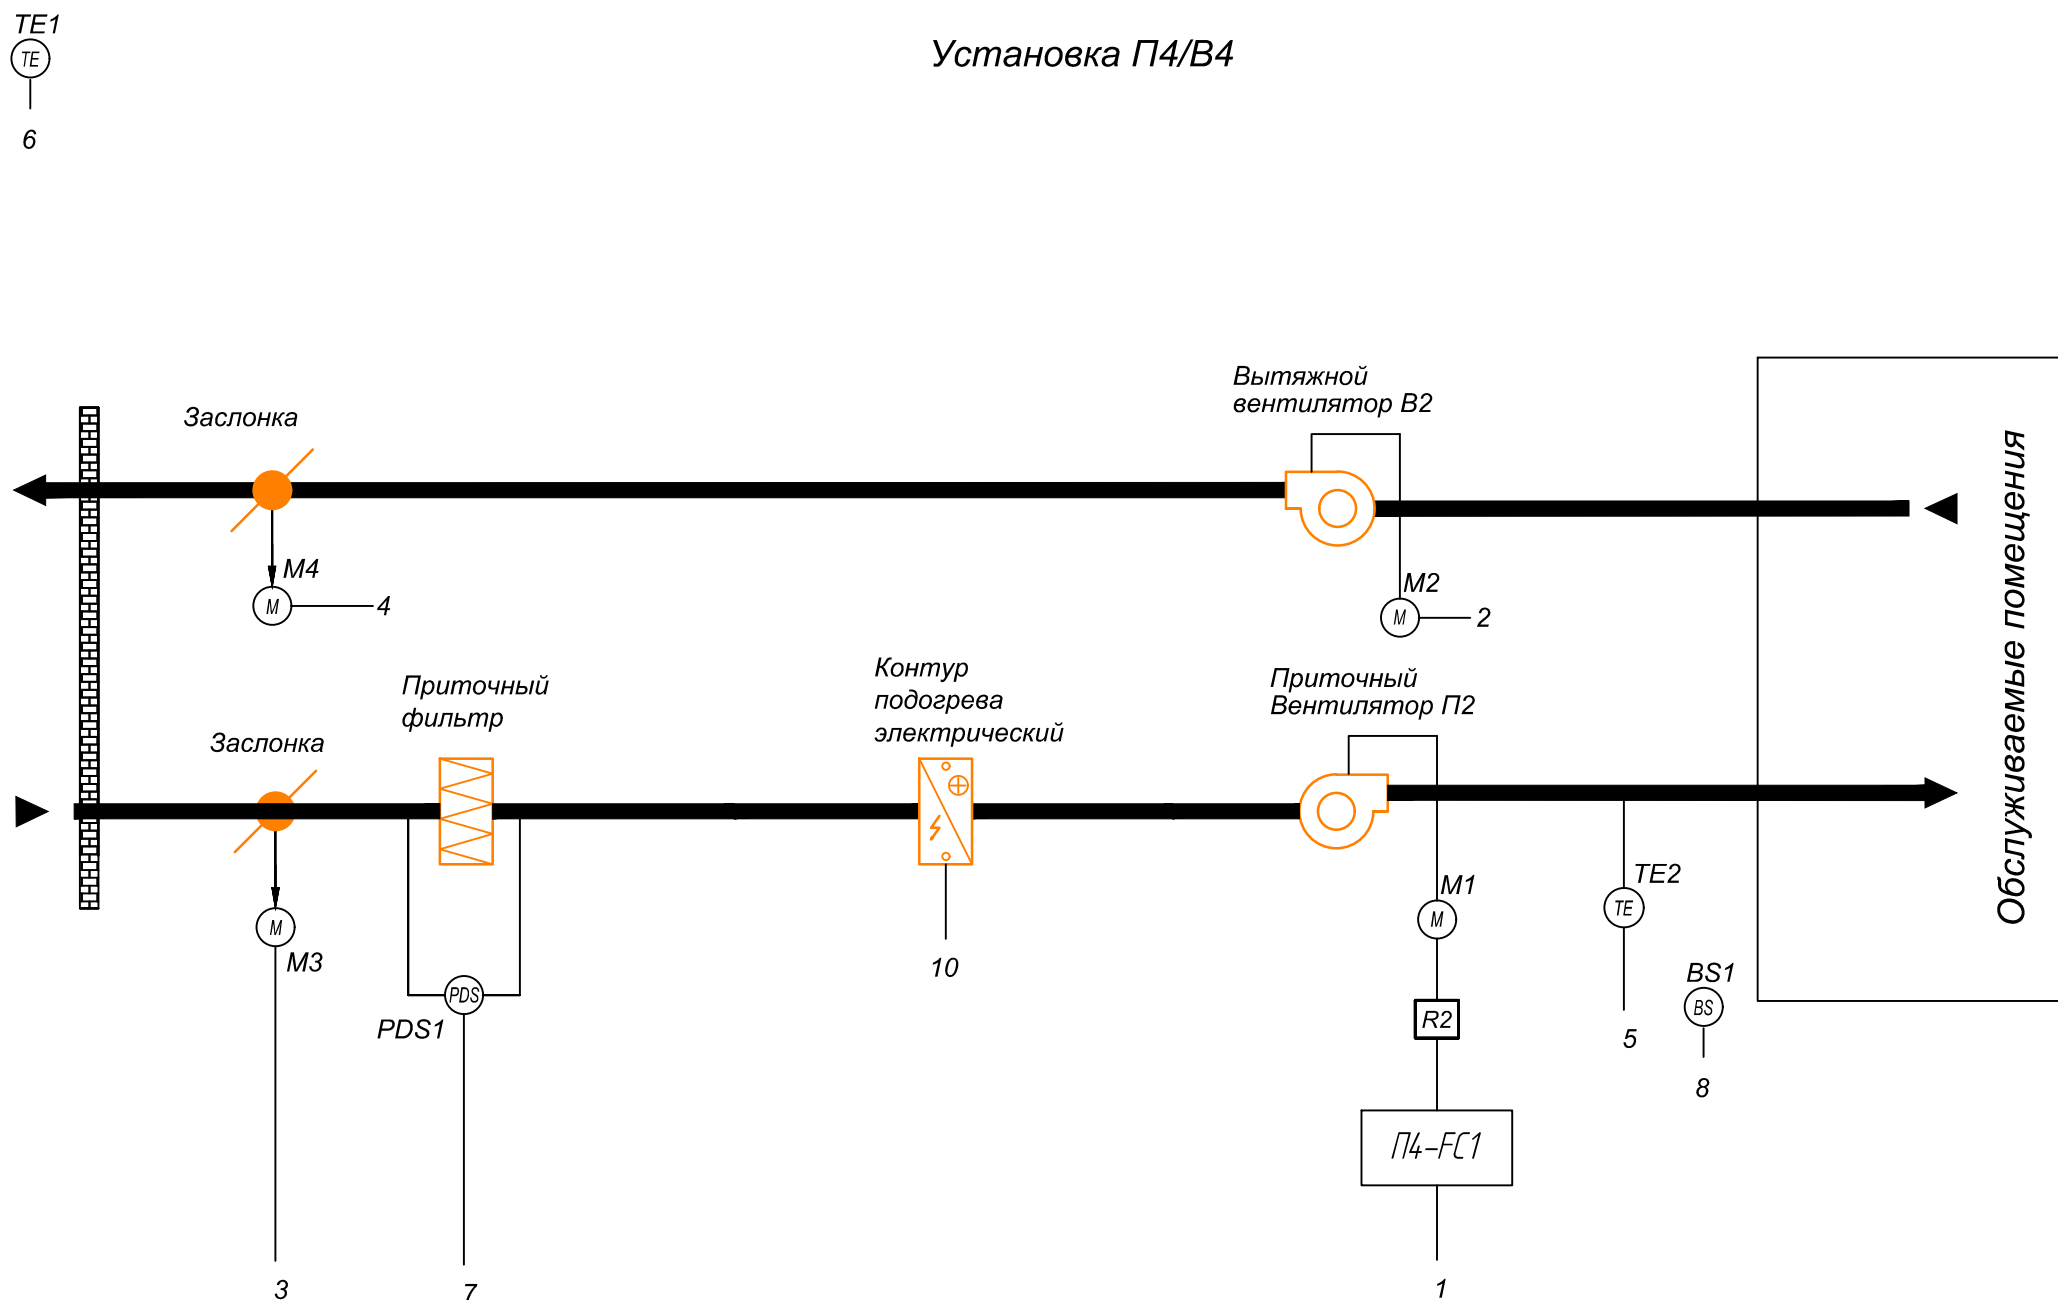 TE1
TE
6
Установка П4/В4
Вытяжной
вентилятор В2
Заслонка
M4
M
4
M2
M
2
Контур
подогрева
электрический
Приточный
фильтр
Приточный
Вентилятор П2
Заслонка
M
M3
PDS
PDS1
10
M1
M
R2
П4-FC1
TE2
TE
5
BS1
BS
8
Обслуживаемые помещения
3
7
1